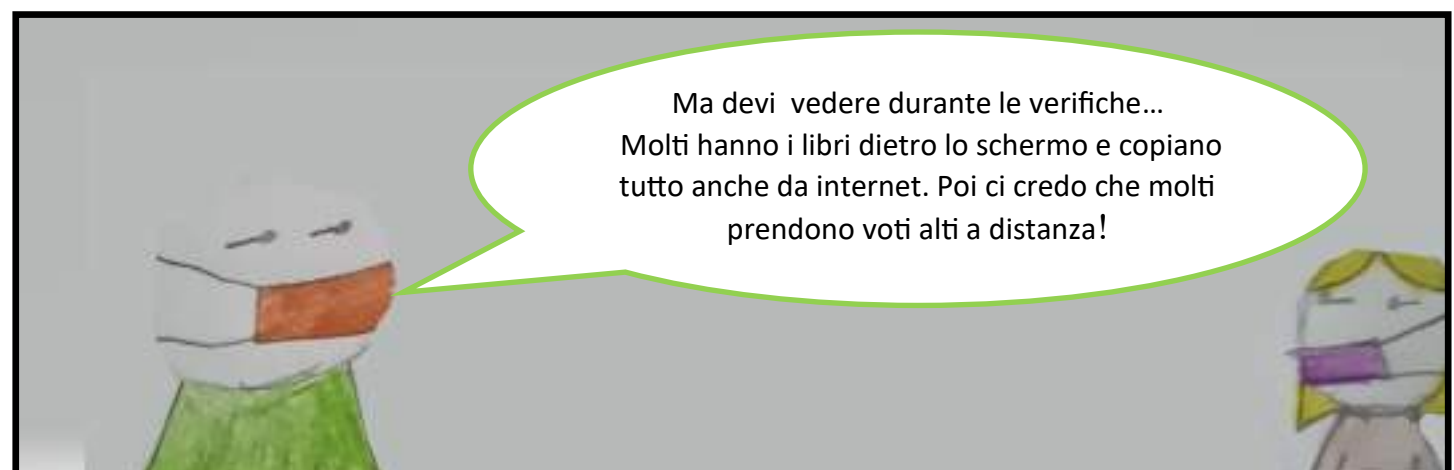 Ma devi  vedere durante le verifiche…
Molti hanno i libri dietro lo schermo e copiano
tutto anche da internet. Poi ci credo che molti
prendono voti alti a distanza!